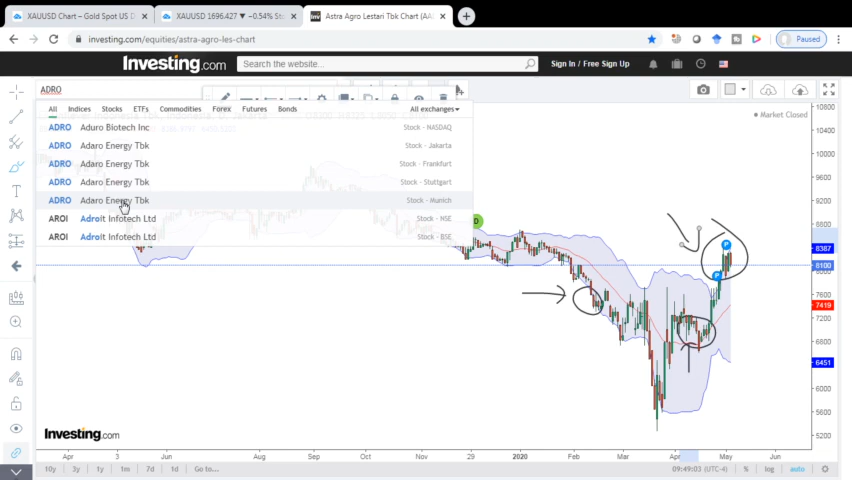 XAUUSD Chart – Gold Spot US D
XAUUSD 1696.427 ▼ −0.54% St
Astra Agro Lestari Tbk Chart (AA
investing.com/equities/astra-agro-les-chart
Paused
Investing.com
Search the website...
Sign In / Free Sign Up
ADRO
All Indices Stocks ETFs Commodities Forex Futures Bonds All exchanges
ADRO Aduro Biotech Inc Stock - NASDAQ
ADRO Adaro Energy Tbk Stock - Jakarta
ADRO Adaro Energy Tbk Stock - Frankfurt
ADRO Adaro Energy Tbk Stock - Stuttgart
ADRO Adaro Energy Tbk Stock - Munich
AROI Adroit Infotech Ltd Stock - NSE
AROI Adroit Infotech Ltd Stock - BSE
Market Closed
10800
10000
9200
8800
8387
8100
7600
7419
7200
6800
6451
6000
5600
5200
D
P
P
Investing.com
Apr 3 Jun Aug Sep Oct Nov 2020 Feb Mar Apr May Jun
10y 3y 1y 1m 7d 1d Go to... 09:49:03 (UTC-4) % log auto